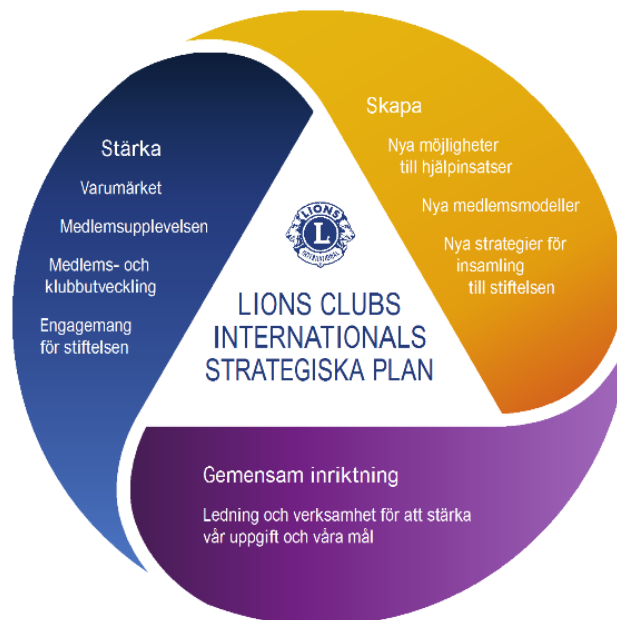 Stärka
Varumärket
Medlemsupplevelsen
Medlems- och
klubbutveckling
Engagemang
för stiftelsen
Skapa
Nya möjligheter
till hjälpinsatser
Nya medlemsmodeller
Nya strategier för
insamling
till stiftelsen
LIONS
L
INTERNATIONAL
LIONS CLUBS
INTERNATIONALS
STRATEGISKA PLAN
Gemensam inriktning
Ledning och verksamhet för att stärka
vår uppgift och våra mål